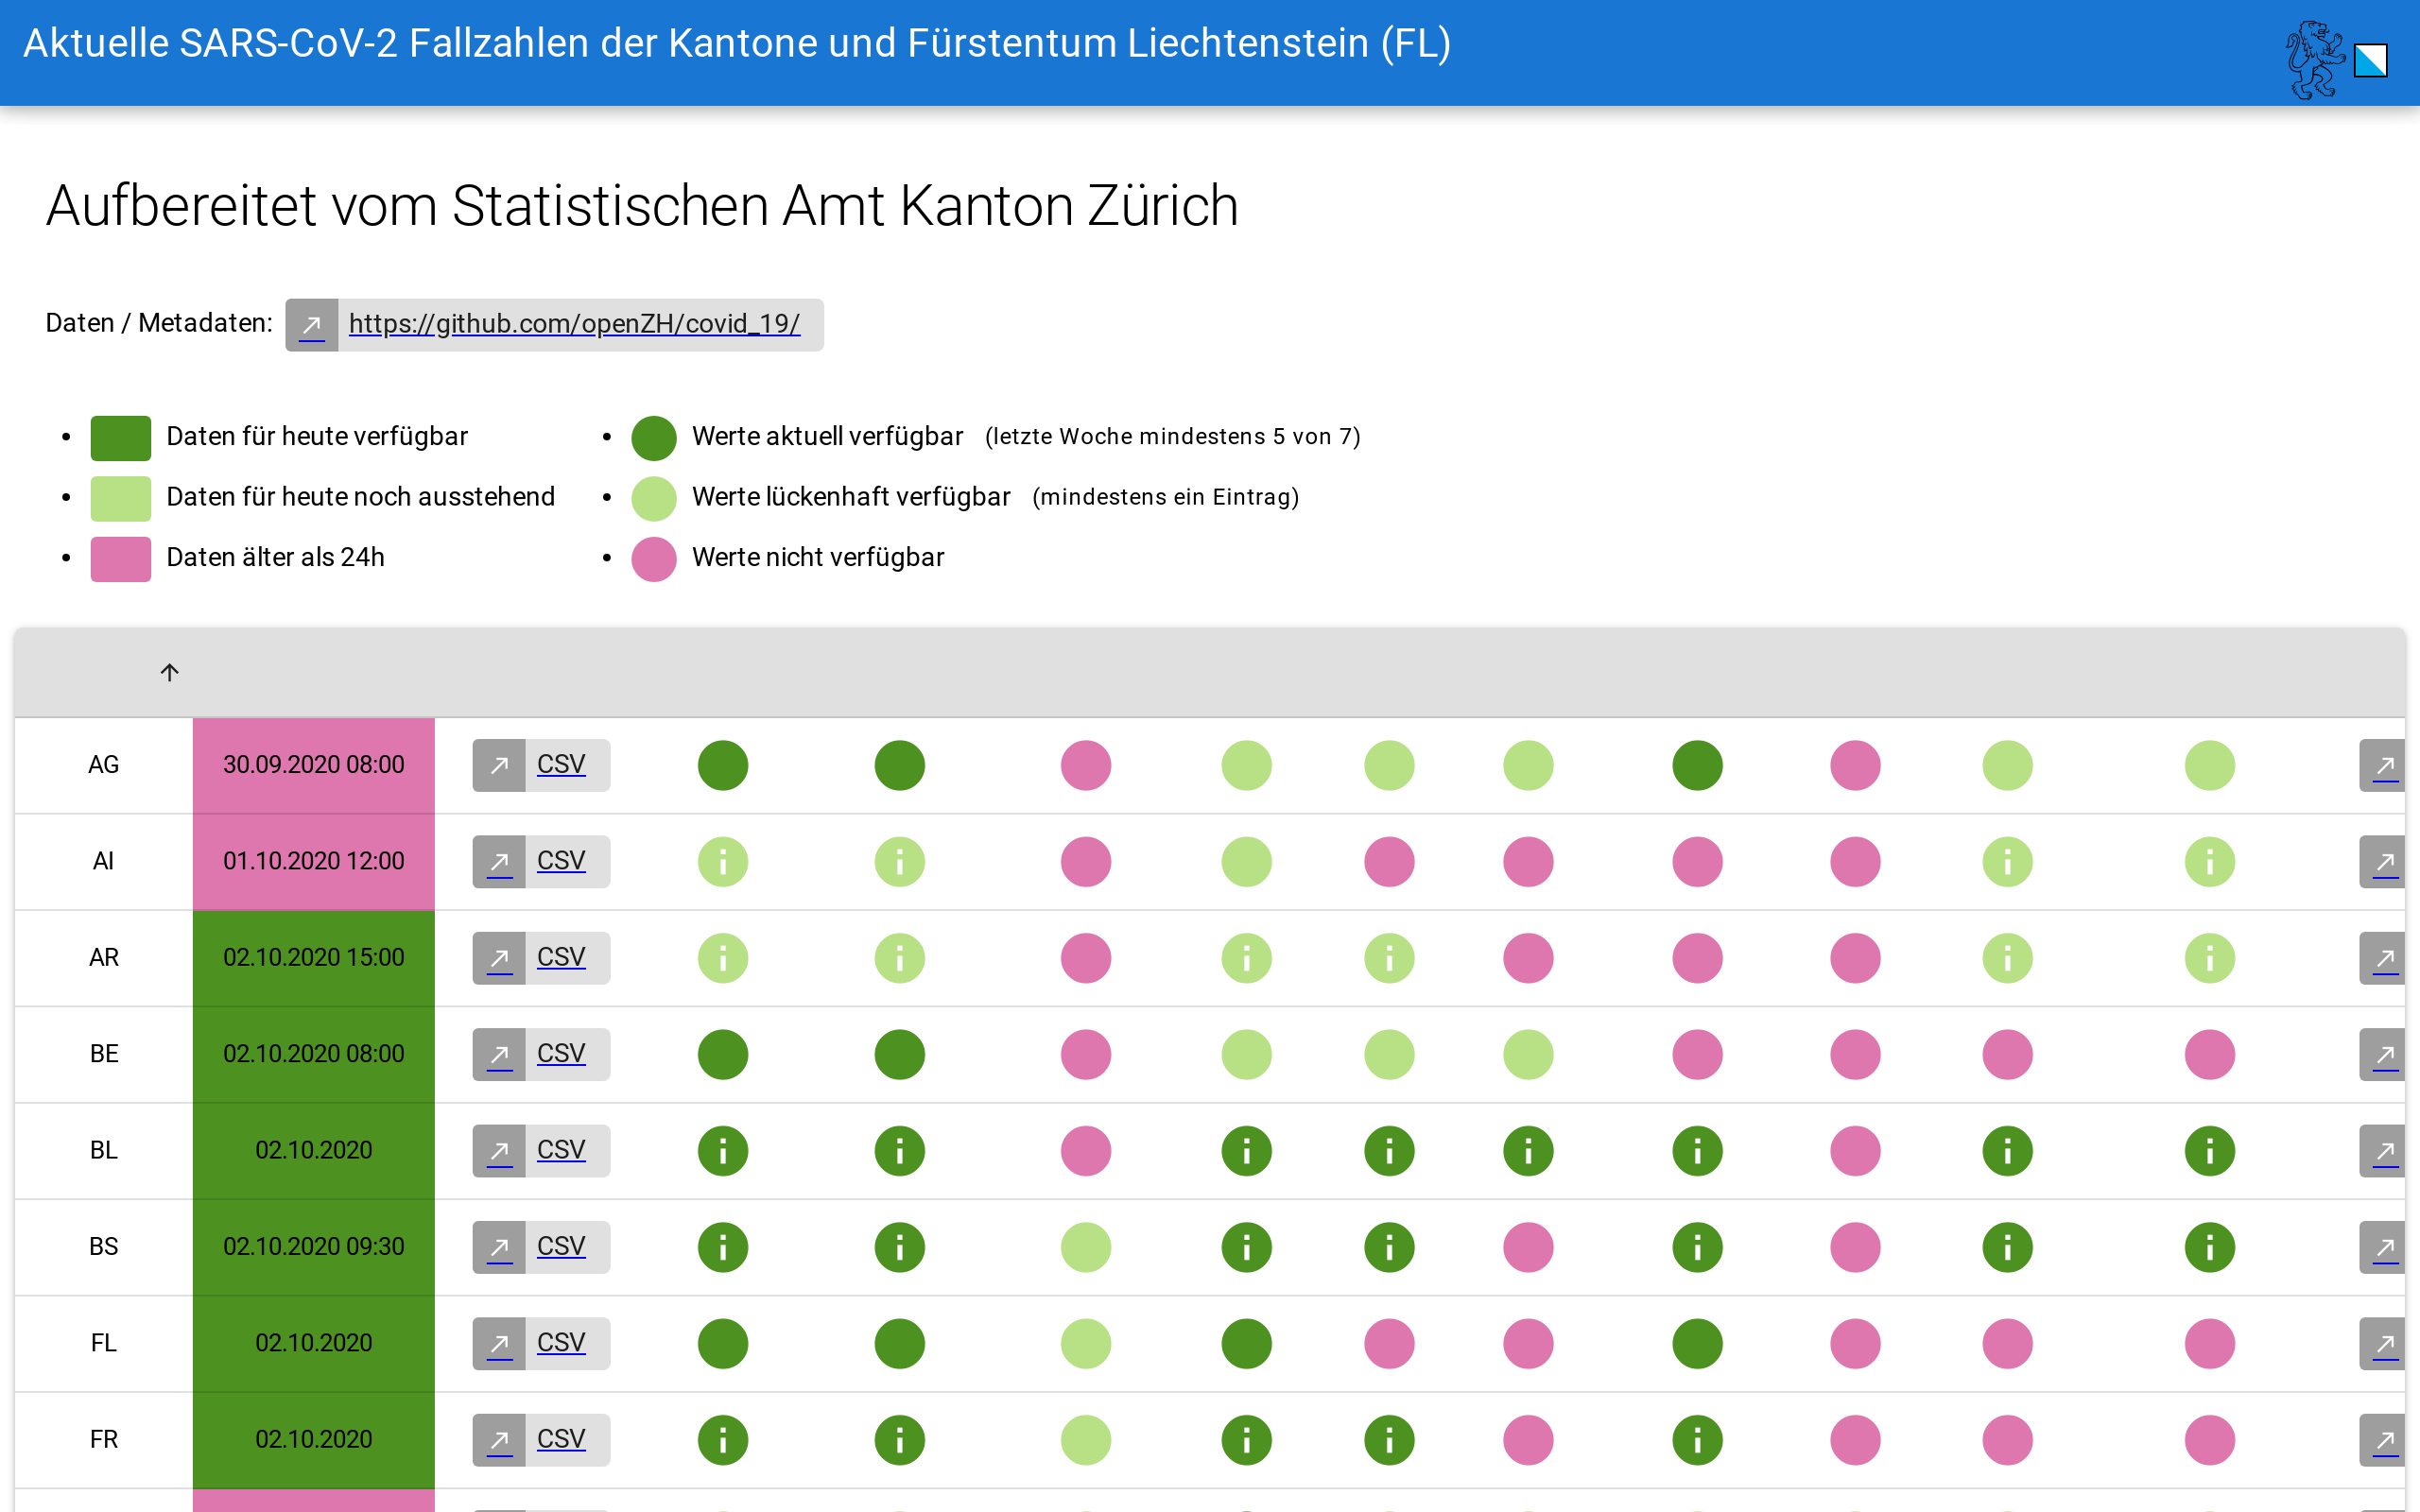 Aktuelle SARS-CoV-2 Fallzahlen der Kantone und Fürstentum Liechtenstein (FL)
Aufbereitet vom Statistischen Amt Kanton Zürich
Daten / Metadaten: https://github.com/openZH/covid_19/
Daten für heute verfügbar Werte aktuell verfügbar (letzte Woche mindestens 5 von 7)
Daten für heute noch ausstehend Werte lückenhaft verfügbar (mindestens ein Eintrag)
Daten älter als 24h Werte nicht verfügbar
AG 30.09.2020 08:00 CSV
AI 01.10.2020 12:00 CSV
AR 02.10.2020 15:00 CSV
BE 02.10.2020 08:00 CSV
BL 02.10.2020 CSV
BS 02.10.2020 09:30 CSV
FL 02.10.2020 CSV
FR 02.10.2020 CSV